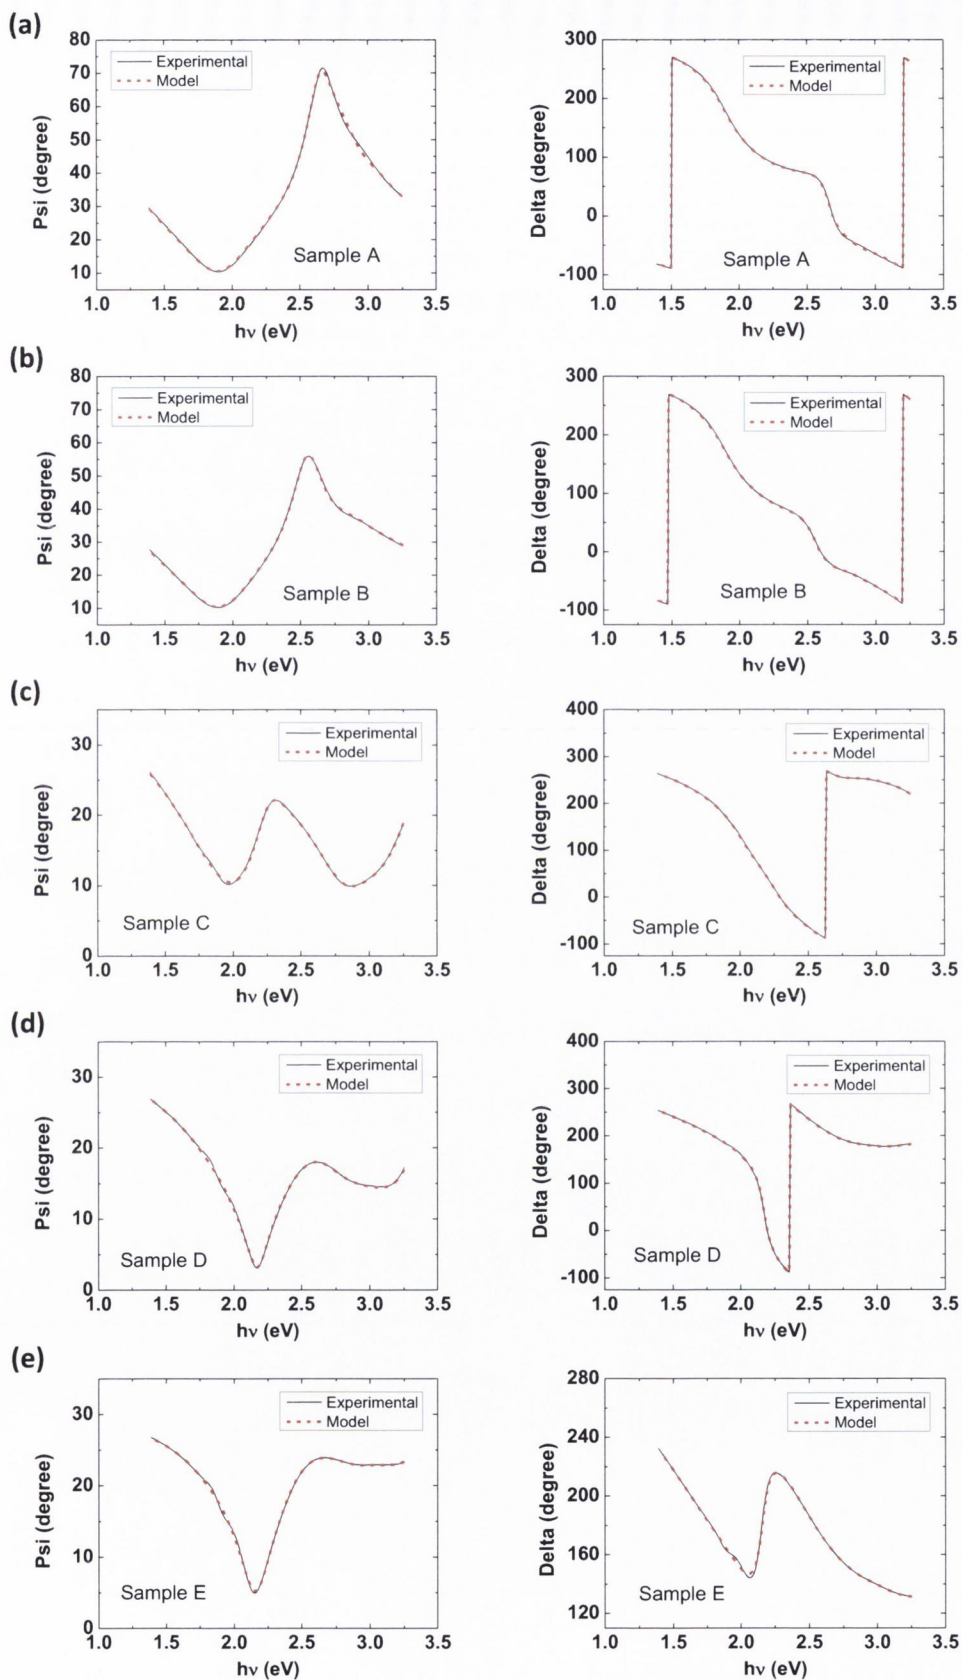 (a)
80
70
60
50
40
30
20
10
Psi (degree)
Experimental
Model
Sample A
1.0 1.5 2.0 2.5 3.0 3.5
hν (eV)
300
200
100
0
-100
Delta (degree)
Experimental
Model
Sample A
1.0 1.5 2.0 2.5 3.0 3.5
hν (eV)
(b)
80
70
60
50
40
30
20
10
Psi (degree)
Experimental
Model
Sample B
1.0 1.5 2.0 2.5 3.0 3.5
hν (eV)
300
200
100
0
-100
Delta (degree)
Experimental
Model
Sample B
1.0 1.5 2.0 2.5 3.0 3.5
hν (eV)
(c)
30
20
10
0
Psi (degree)
Experimental
Model
Sample C
1.0 1.5 2.0 2.5 3.0 3.5
hν (eV)
400
300
200
100
0
-100
Delta (degree)
Experimental
Model
Sample C
1.0 1.5 2.0 2.5 3.0 3.5
hν (eV)
(d)
30
20
10
0
Psi (degree)
Experimental
Model
Sample D
1.0 1.5 2.0 2.5 3.0 3.5
hν (eV)
400
300
200
100
0
-100
Delta (degree)
Experimental
Model
Sample D
1.0 1.5 2.0 2.5 3.0 3.5
hν (eV)
(e)
30
20
10
0
Psi (degree)
Experimental
Model
Sample E
1.0 1.5 2.0 2.5 3.0 3.5
hν (eV)
280
240
200
160
120
Delta (degree)
Experimental
Model
Sample E
1.0 1.5 2.0 2.5 3.0 3.5
hν (eV)